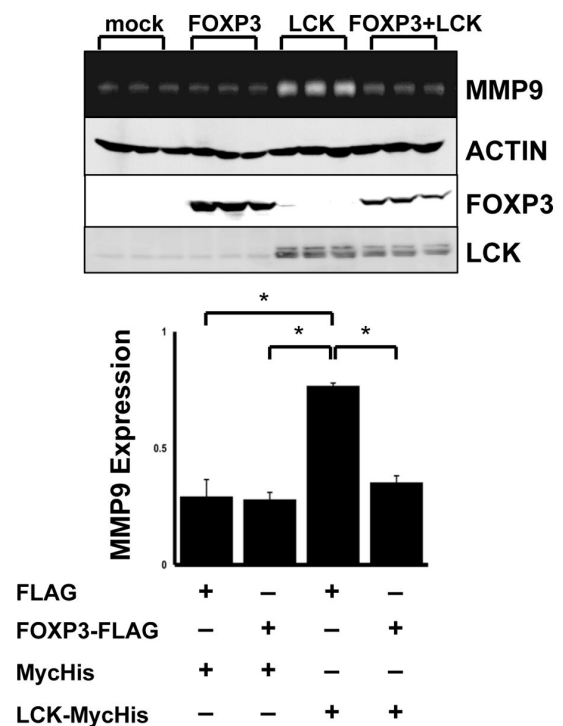 mock FOXP3 LCK FOXP3+LCK
MMP9
ACTIN
FOXP3
LCK
*
* *
1
0.5
0
MMP9 Expression
FLAG + – + –
FOXP3-FLAG – + – +
MycHis + + – –
LCK-MycHis – – + +